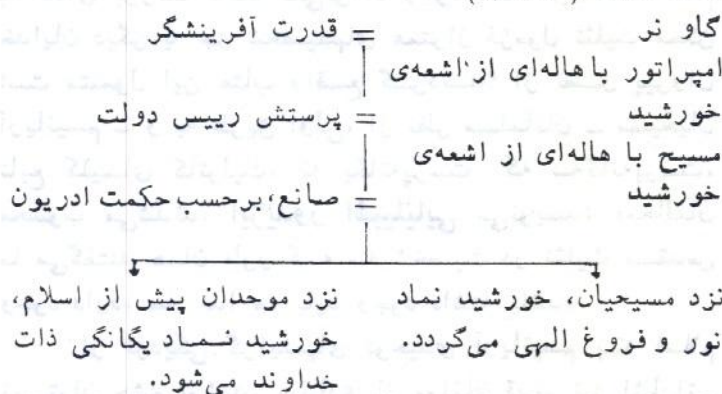 گاو نر = قدرت آفرینشگر
امپراتور با هاله‌ای از اشعه‌ی
خورشید = پرستش رییس دولت
مسیح با هاله‌ای از اشعه‌ی
خورشید = صانع، برحسب حکمت ادریون
نزد مسیحیان، خورشید نماد
نور و فروغ الهی می‌گردد.
نزد موحدان پیش از اسلام،
خورشید نماد یگانگی ذات
خداوند می‌شود.